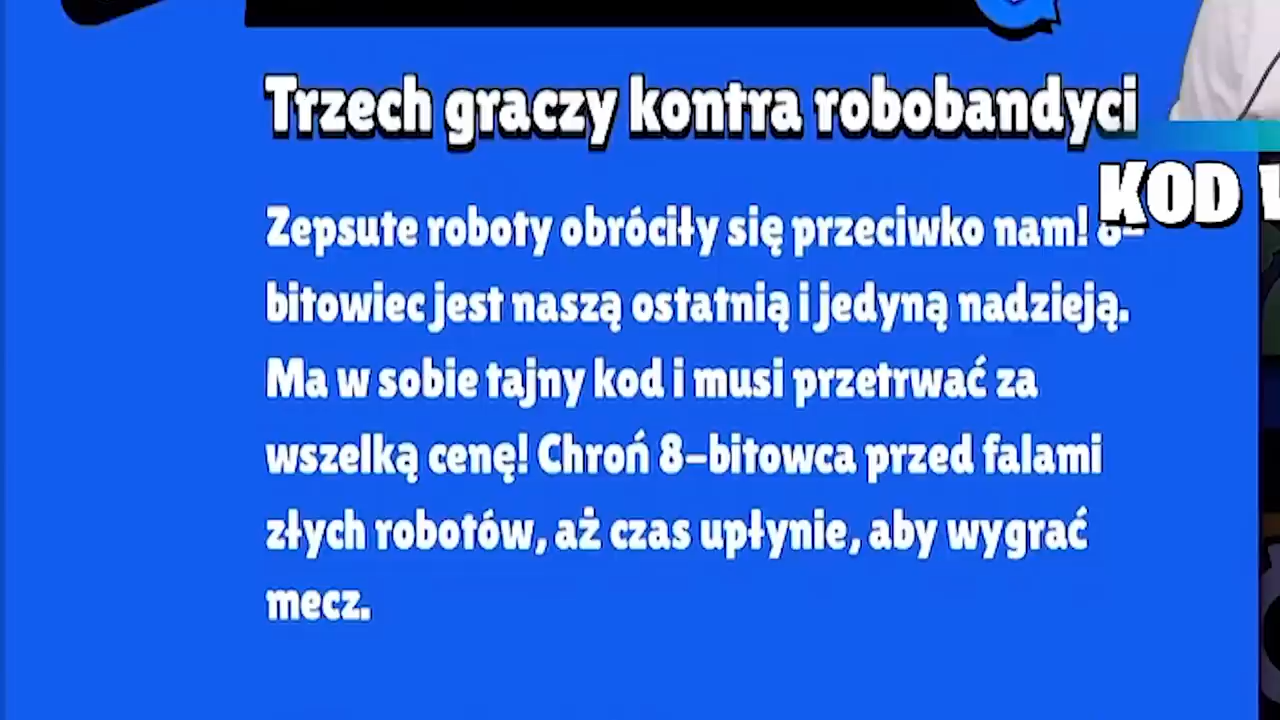 Trzech graczy kontra robobandyci
KOD
Zepsute roboty obróciły się przeciwko nam! 8-
bitowiec jest naszą ostatnią i jedyną nadzieją.
Ma w sobie tajny kod i musi przetrwać za
wszelką cenę! Chroń 8-bitowca przed falami
złych robotów, aż czas upłynie, aby wygrać
mecz.